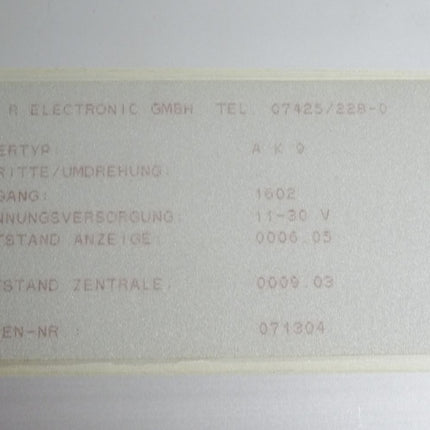 R ELECTRONIC GMBH TEL. 07425/228-0
ERTYP: A K 9
RITTE/UMDREHUNG:
GANG: 1602
NNUNGSVERSORGUNG: 11-30 V
TSTAND ANZEIGE: 0006.05
TSTAND ZENTRALE: 0009.03
EN-NR : 071304